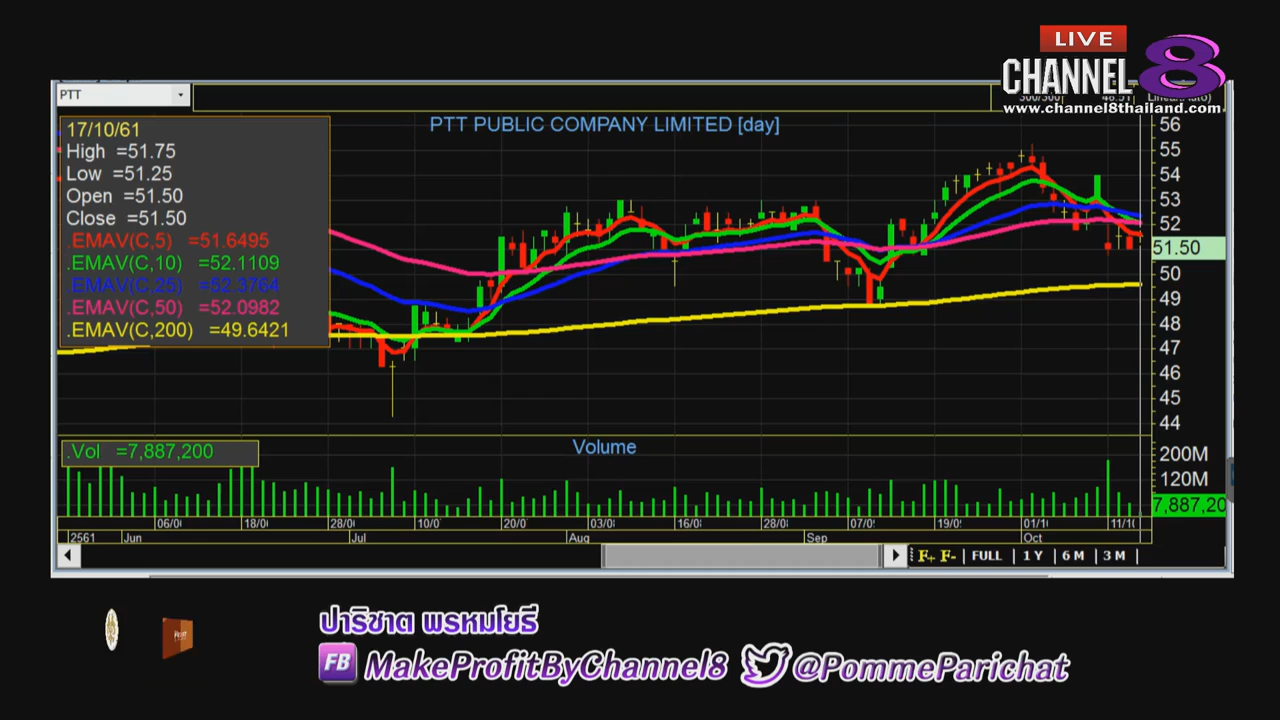 LIVE
CHANNEL 8
www.channel8thailand.com
PTT
300/300
PTT PUBLIC COMPANY LIMITED [day]
17/10/61
High =51.75
Low =51.25
Open =51.50
Close =51.50
.EMAV(C,5) =51.6495
.EMAV(C,10) =52.1109
.EMAV(C,25) =52.3764
.EMAV(C,50) =52.0982
.EMAV(C,200) =49.6421
56
55
54
53
52
51.50
50
49
48
47
46
45
44
.Vol =7,887,200
Volume
200M
120M
7,887,20
06/0 18/0 28/0 10/0 20/0 03/0 16/0 28/0 07/0 19/0 01/1 11/10
2561 Jun Jul Aug Sep Oct
F+ F- | FULL | 1 Y | 6 M | 3 M |
ปาริชาต พรหมโยธี
FB MakeProfitByChannel8 @PommeParichat